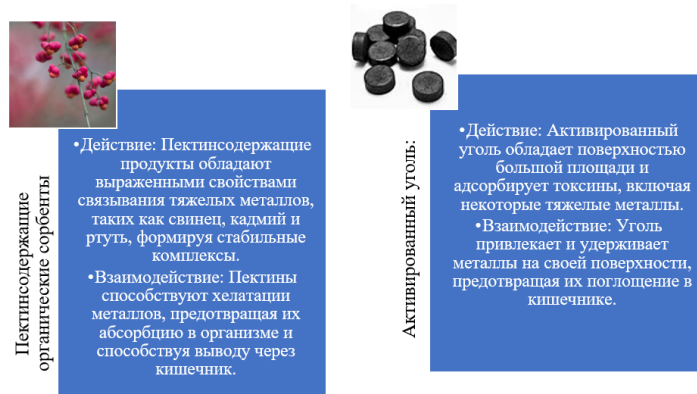 Пектинсодержащие
органические сорбенты
•Действие: Пектинсодержащие
продукты обладают
выраженными свойствами
связывания тяжелых металлов,
таких как свинец, кадмий и
ртуть, формируя стабильные
комплексы.
•Взаимодействие: Пектины
способствуют хелатации
металлов, предотвращая их
абсорбцию в организме и
способствуя выводу через
кишечник.
Активированный уголь:
•Действие: Активированный
уголь обладает поверхностью
большой площади и
адсорбирует токсины, включая
некоторые тяжелые металлы.
•Взаимодействие: Уголь
привлекает и удерживает
металлы на своей поверхности,
предотвращая их поглощение в
кишечнике.